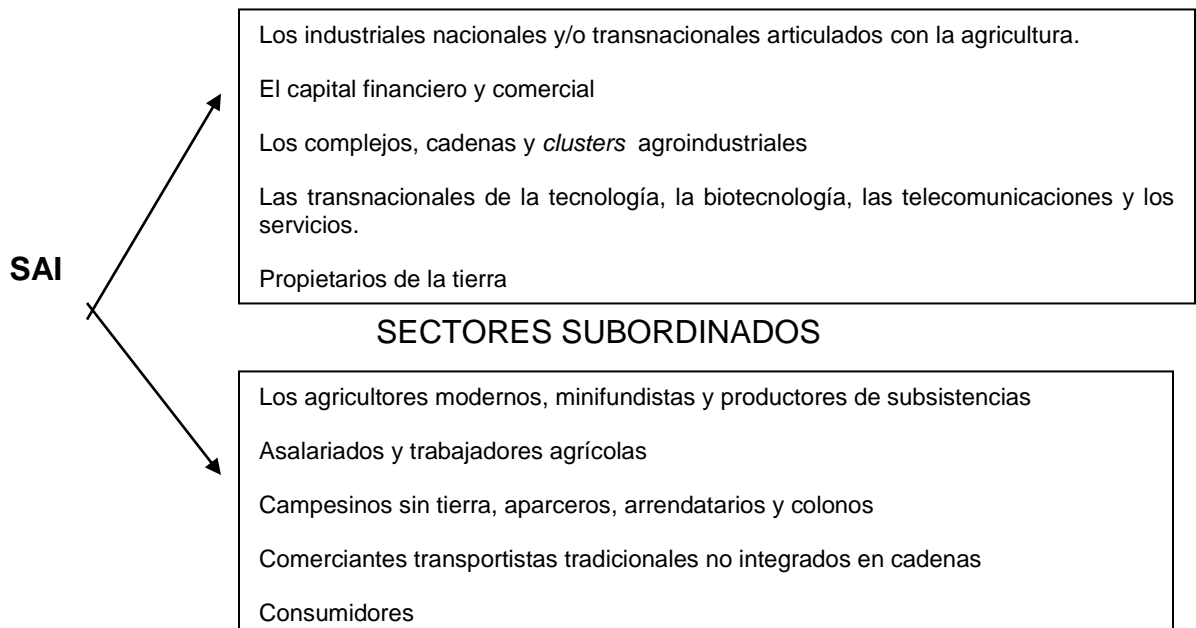 Los industriales nacionales y/o transnacionales articulados con la agricultura.
El capital financiero y comercial
Los complejos, cadenas y clusters agroindustriales
Las transnacionales de la tecnología, la biotecnología, las telecomunicaciones y los
servicios.
Propietarios de la tierra
SAI
SECTORES SUBORDINADOS
Los agricultores modernos, minifundistas y productores de subsistencias
Asalariados y trabajadores agrícolas
Campesinos sin tierra, aparceros, arrendatarios y colonos
Comerciantes transportistas tradicionales no integrados en cadenas
Consumidores